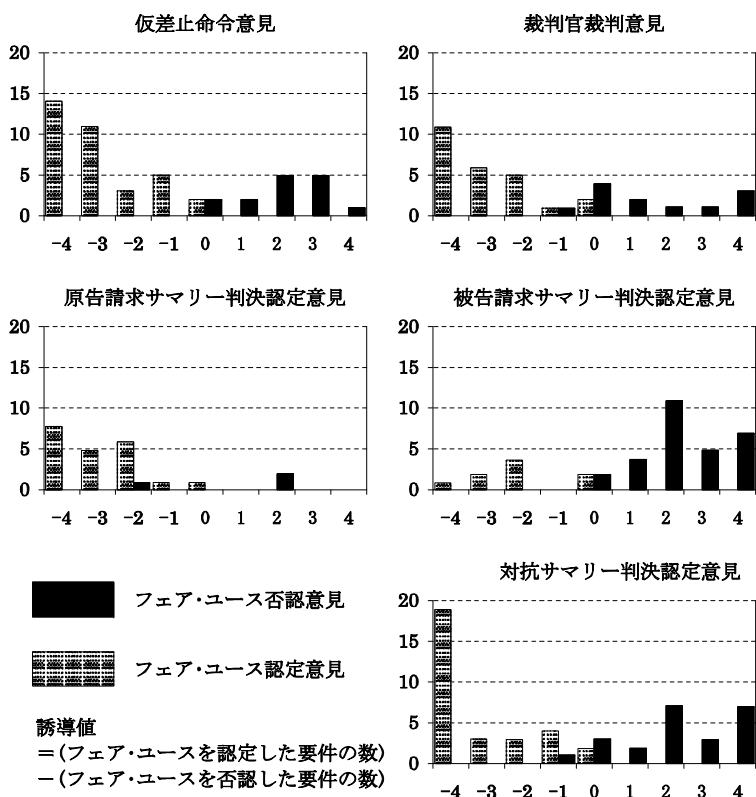 仮差止命令意見
20
15
10
5
0
-4 -3 -2 -1 0 1 2 3 4
裁判官裁判意見
20
15
10
5
0
-4 -3 -2 -1 0 1 2 3 4
原告請求サマリー判決認定意見
20
15
10
5
0
-4 -3 -2 -1 0 1 2 3 4
被告請求サマリー判決認定意見
20
15
10
5
0
-4 -3 -2 -1 0 1 2 3 4
フェア・ユース否認意見
フェア・ユース認定意見
誘導値
=(フェア・ユースを認定した要件の数)
-(フェア・ユースを否認した要件の数)
対抗サマリー判決認定意見
20
15
10
5
0
-4 -3 -2 -1 0 1 2 3 4